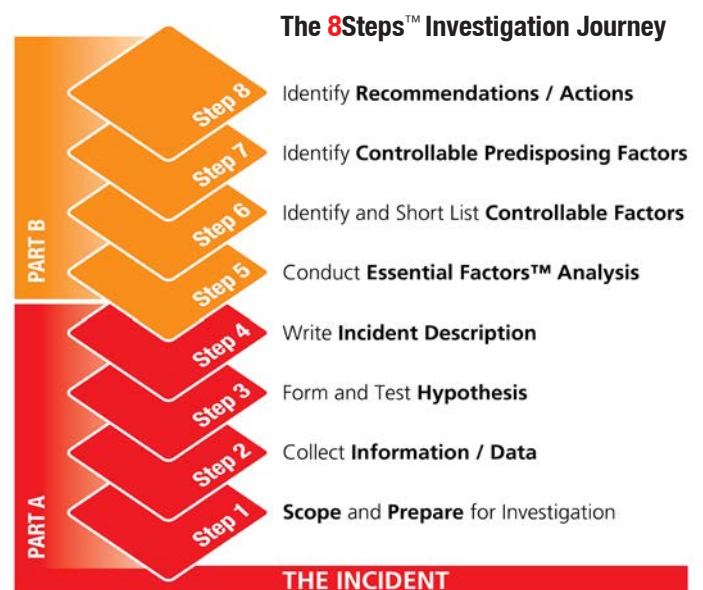 The 8Steps™ Investigation Journey
Step 8
Identify Recommendations / Actions
Step 7
Identify Controllable Predisposing Factors
Step 6
Identify and Short List Controllable Factors
PART B
Step 5
Conduct Essential Factors™ Analysis
Step 4
Write Incident Description
Step 3
Form and Test Hypothesis
Step 2
Collect Information / Data
Step 1
Scope and Prepare for Investigation
PART A
THE INCIDENT